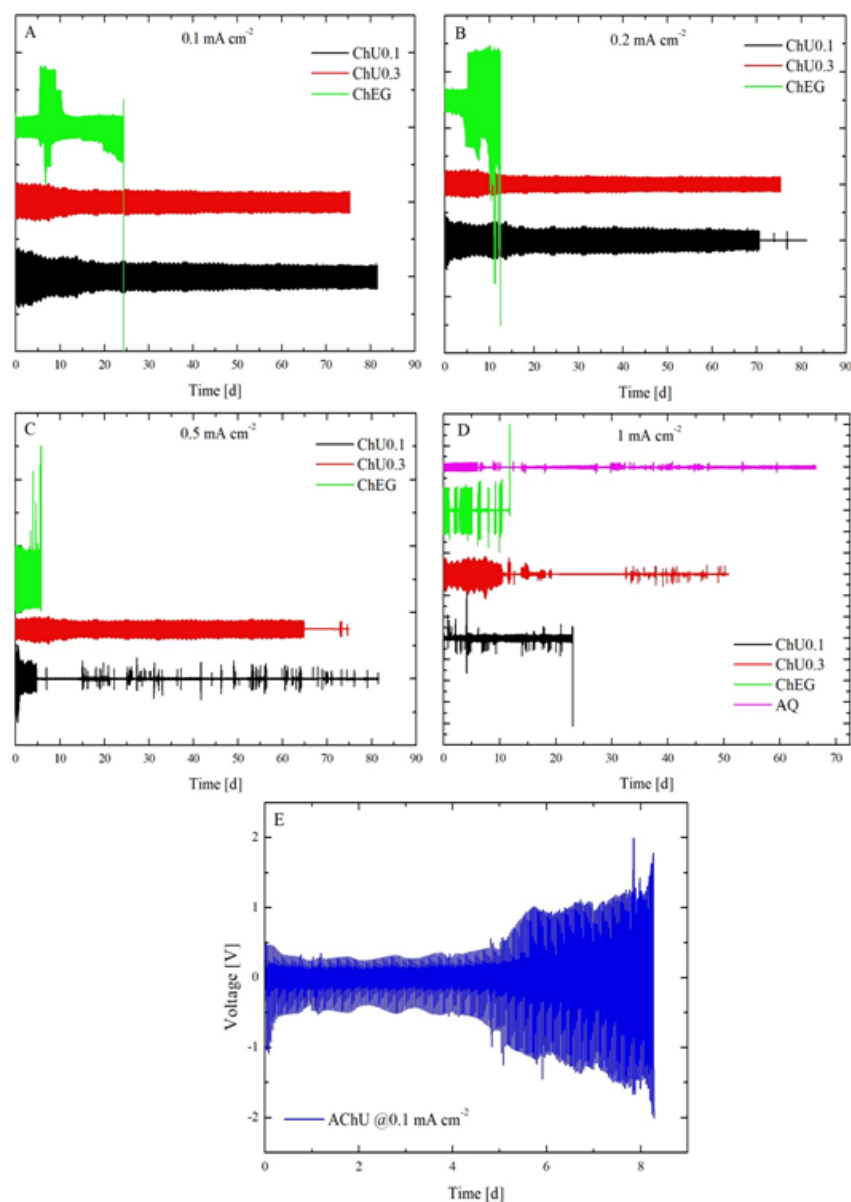 A
0.1 mA cm⁻²
ChU0.1
ChU0.3
ChEG
0 10 20 30 40 50 60 70 80 90
Time [d]
B
0.2 mA cm⁻²
ChU0.1
ChU0.3
ChEG
0 10 20 30 40 50 60 70 80 90
Time [d]
C
0.5 mA cm⁻²
ChU0.1
ChU0.3
ChEG
0 10 20 30 40 50 60 70 80 90
Time [d]
D
1 mA cm⁻²
ChU0.1
ChU0.3
ChEG
AQ
0 10 20 30 40 50 60 70
Time [d]
E
2
1
0
-1
-2
Voltage [V]
AChU @0.1 mA cm⁻²
0 2 4 6 8
Time [d]